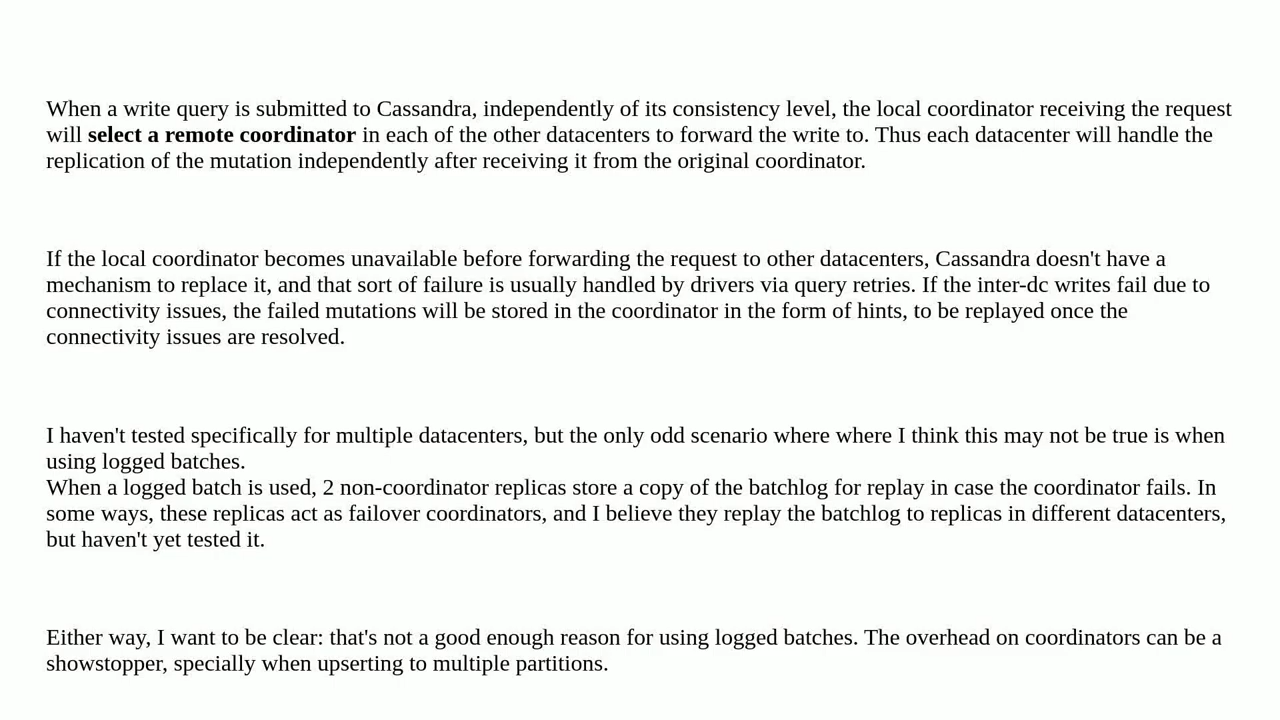 When a write query is submitted to Cassandra, independently of its consistency level, the local coordinator receiving the request
will select a remote coordinator in each of the other datacenters to forward the write to. Thus each datacenter will handle the
replication of the mutation independently after receiving it from the original coordinator.
If the local coordinator becomes unavailable before forwarding the request to other datacenters, Cassandra doesn't have a
mechanism to replace it, and that sort of failure is usually handled by drivers via query retries. If the inter-dc writes fail due to
connectivity issues, the failed mutations will be stored in the coordinator in the form of hints, to be replayed once the
connectivity issues are resolved.
I haven't tested specifically for multiple datacenters, but the only odd scenario where where I think this may not be true is when
using logged batches.
When a logged batch is used, 2 non-coordinator replicas store a copy of the batchlog for replay in case the coordinator fails. In
some ways, these replicas act as failover coordinators, and I believe they replay the batchlog to replicas in different datacenters,
but haven't yet tested it.
Either way, I want to be clear: that's not a good enough reason for using logged batches. The overhead on coordinators can be a
showstopper, specially when upserting to multiple partitions.